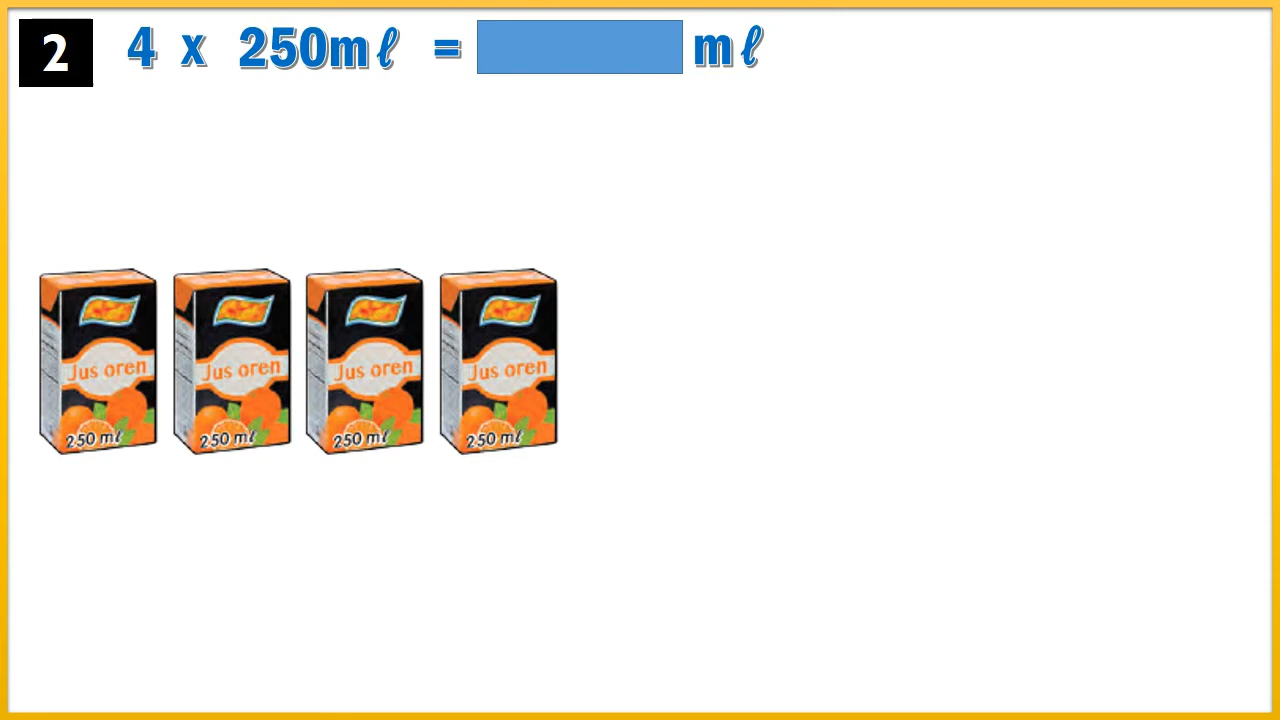 2 4 x 250mℓ = mℓ
Jus oren Jus oren Jus oren Jus oren
250 mℓ 250 mℓ 250 mℓ 250 mℓ